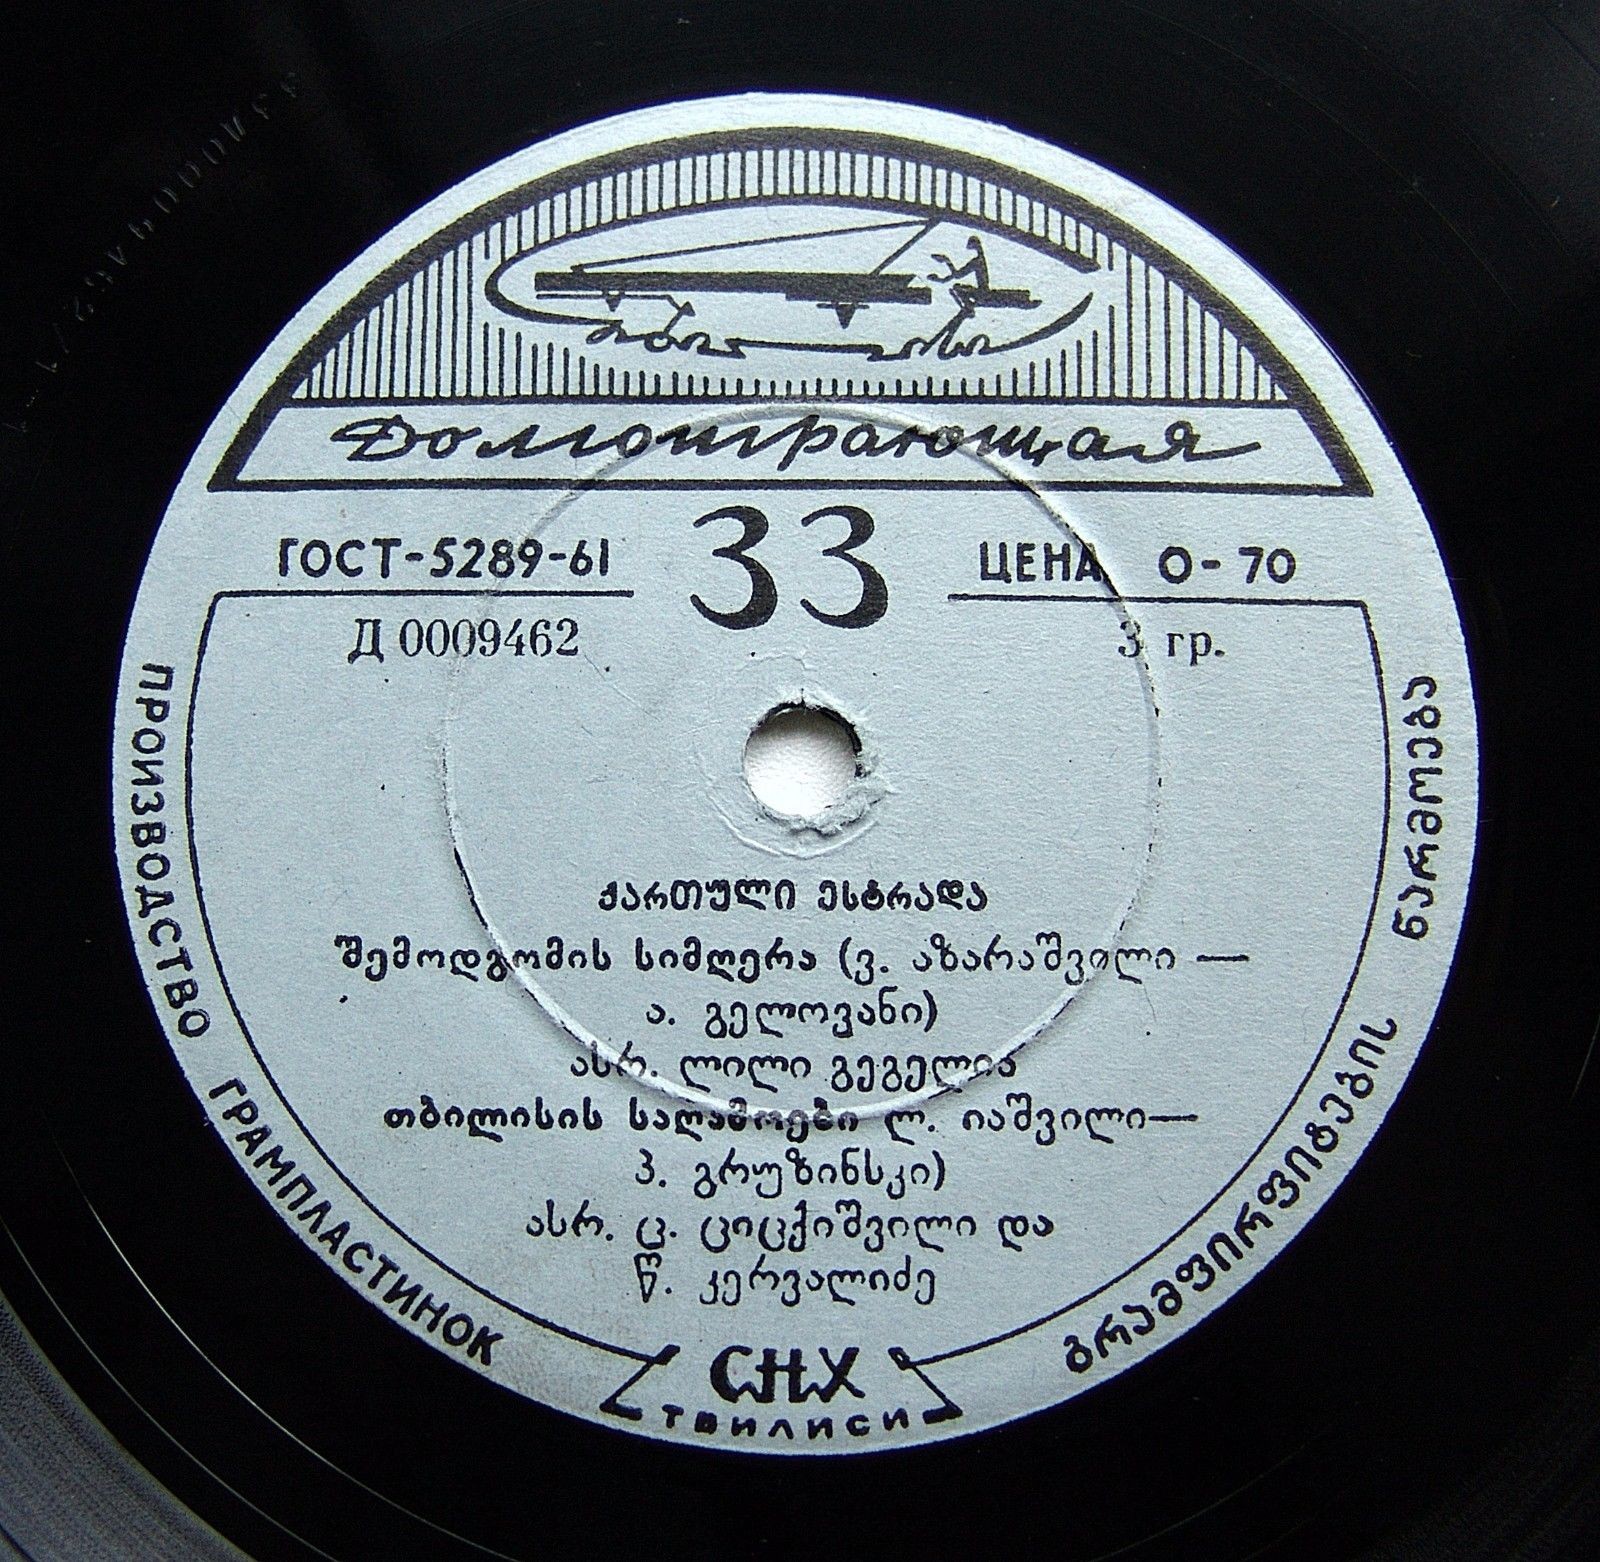 Долгоиграющая
33
ГОСТ-5289-61
ЦЕНА 0-70
Д 0009462
3 гр.
ქართული ესტრადა
შემოდგომის სიმღერა (ვ. აზარაშვილი —
ა. გელოვანი)
ასრ. ლილი გეგელია
თბილისის საღამოები ლ. იაშვილი—
პ. გრუზინსკი)
ასრ. ც. ციცქიშვილი და
წ. კერვალიძე
ПРОИЗВОДСТВО ГРАМПЛАСТИНОК
გრამფირფიტების წარმოება
СНХ
ТБИЛИСИ